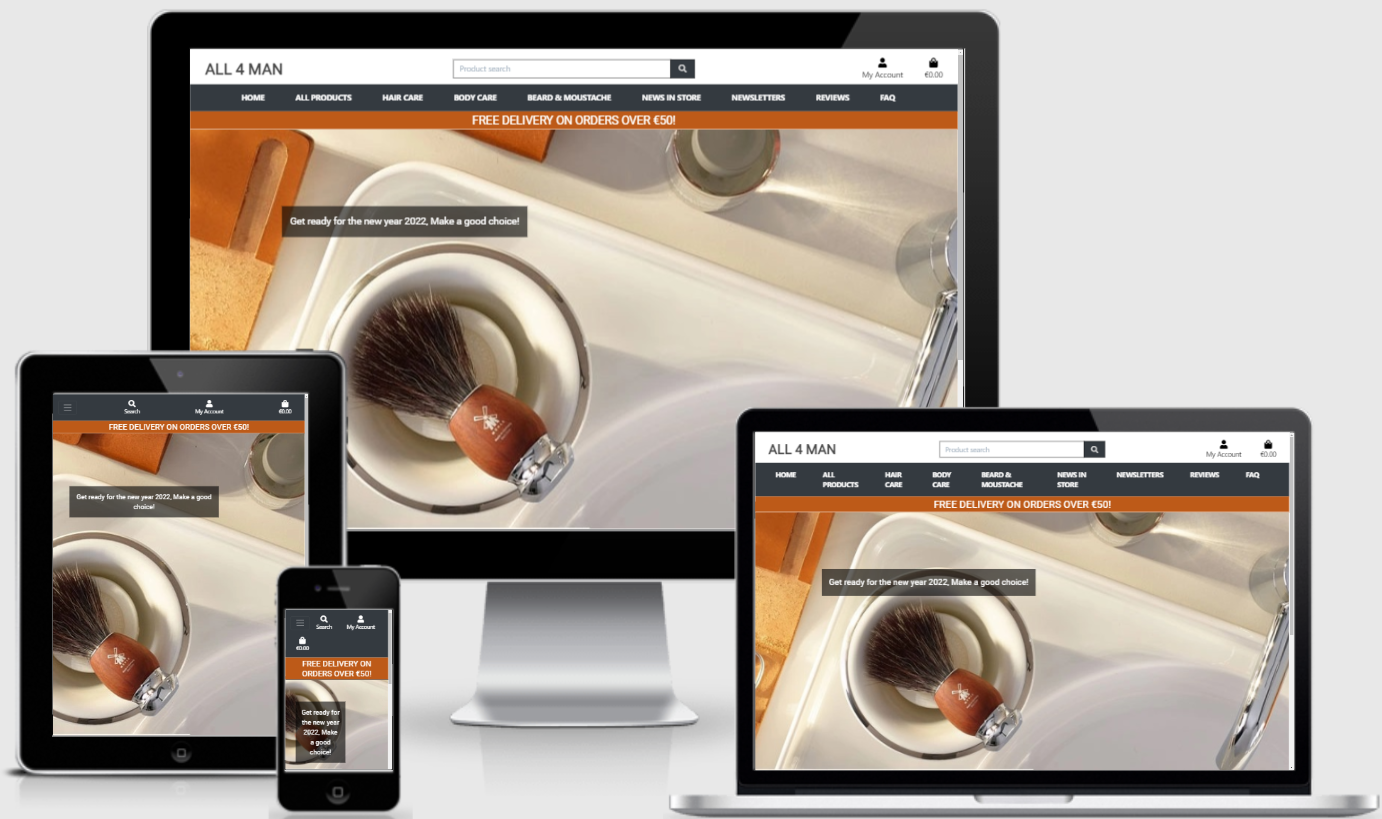 ALL 4 MAN
Product search
My Account
€0.00
HOME ALL PRODUCTS HAIR CARE BODY CARE BEARD & MOUSTACHE NEWS IN STORE NEWSLETTERS REVIEWS FAQ
FREE DELIVERY ON ORDERS OVER €50!
Get ready for the new year 2022, Make a good choice!
Search
My Account
€0.00
FREE DELIVERY ON ORDERS OVER €50!
Get ready for the new year 2022, Make a good
choice!
Search
My Account
€0.00
FREE DELIVERY ON
ORDERS OVER €50!
Get ready for
the new year
2022, Make
a good
choice!
ALL 4 MAN
Product search
My Account
€0.00
HOME ALL HAIR BODY BEARD & NEWS IN NEWSLETTERS REVIEWS FAQ
PRODUCTS CARE CARE MOUSTACHE STORE
FREE DELIVERY ON ORDERS OVER €50!
Get ready for the new year 2022, Make a good choice!